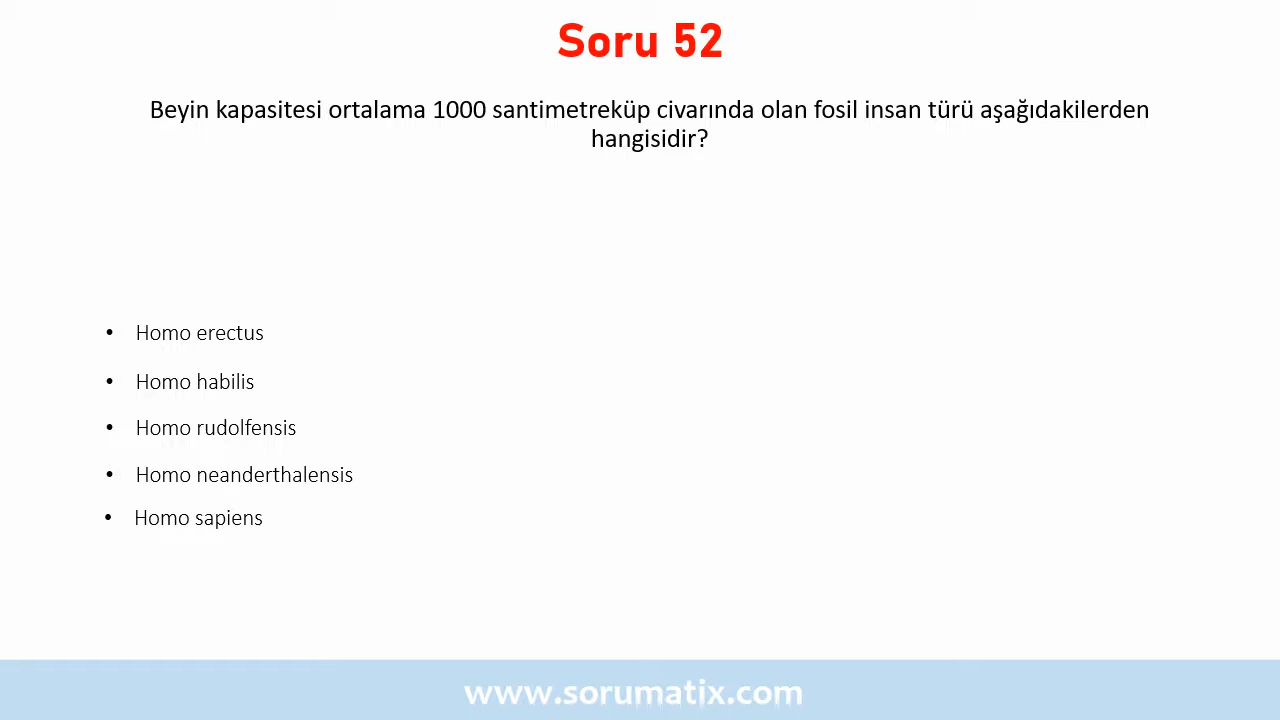 Soru 52
Beyin kapasitesi ortalama 1000 santimetreküp civarında olan fosil insan türü aşağıdakilerden
hangisidir?
• Homo erectus
• Homo habilis
• Homo rudolfensis
• Homo neanderthalensis
• Homo sapiens
www.sorumatix.com